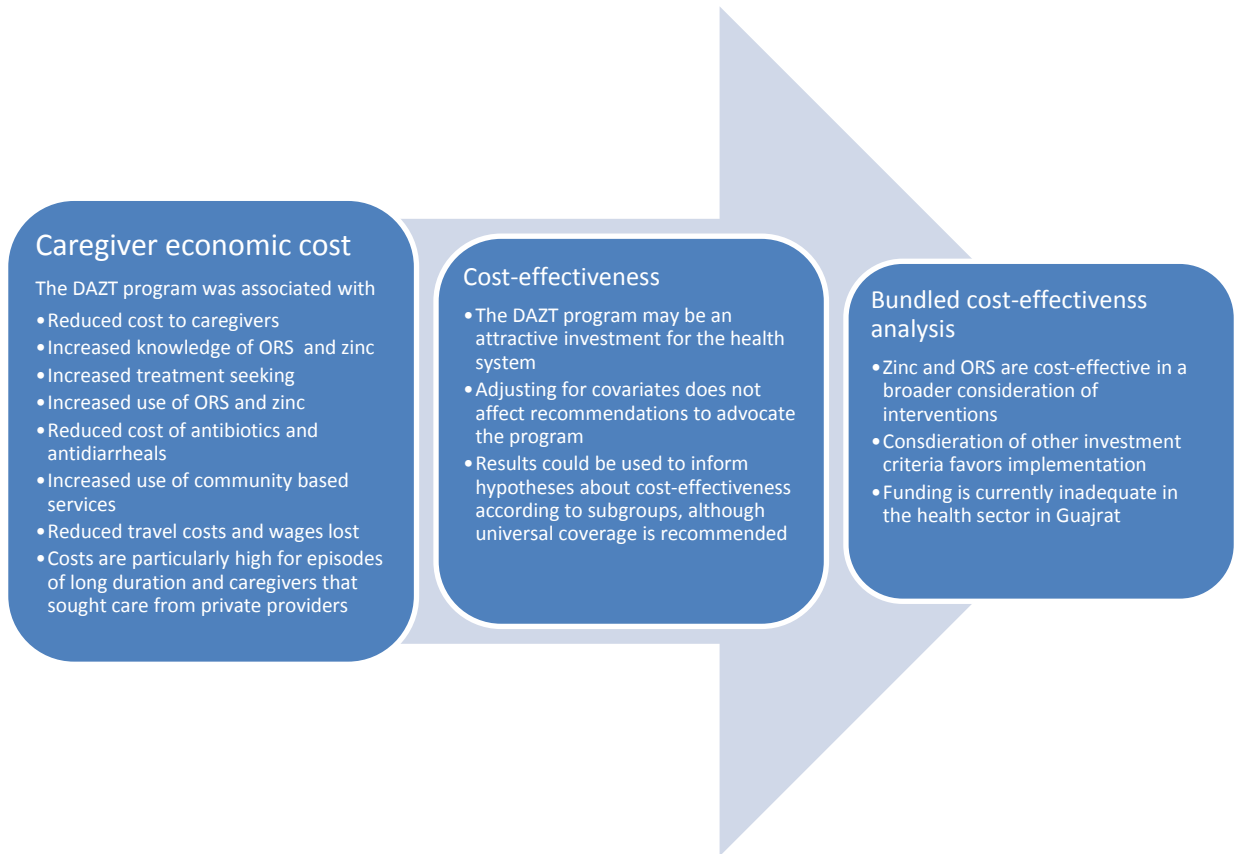 Caregiver economic cost
The DAZT program was associated with
•Reduced cost to caregivers
•Increased knowledge of ORS and zinc
•Increased treatment seeking
•Increased use of ORS and zinc
•Reduced cost of antibiotics and
antidiarrheals
•Increased use of community based
services
•Reduced travel costs and wages lost
•Costs are particularly high for episodes
of long duration and caregivers that
sought care from private providers
Cost-effectiveness
•The DAZT program may be an
attractive investment for the health
system
•Adjusting for covariates does not
affect recommendations to advocate
the program
•Results could be used to inform
hypotheses about cost-effectiveness
according to subgroups, although
universal coverage is recommended
Bundled cost-effectivenss
analysis
•Zinc and ORS are cost-effective in a
broader consideration of
interventions
•Consdieration of other investment
criteria favors implementation
•Funding is currently inadequate in
the health sector in Guajrat